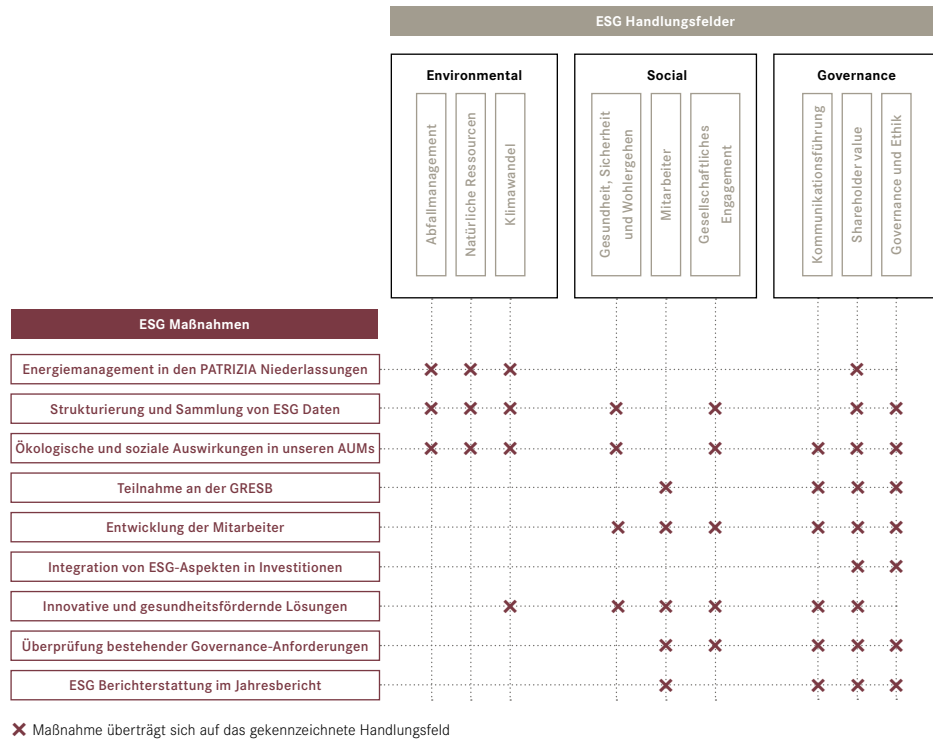 ESG Handlungsfelder
Environmental
Social
Governance
Abfallmanagement
Natürliche Ressourcen
Klimawandel
Gesundheit, Sicherheit
und Wohlergehen
Mitarbeiter
Gesellschaftliches
Engagement
Kommunikationsführung
Shareholder value
Governance und Ethik
ESG Maßnahmen
Energiemanagement in den PATRIZIA Niederlassungen
Strukturierung und Sammlung von ESG Daten
Ökologische und soziale Auswirkungen in unseren AUMs
Teilnahme an der GRESB
Entwicklung der Mitarbeiter
Integration von ESG-Aspekten in Investitionen
Innovative und gesundheitsfördernde Lösungen
Überprüfung bestehender Governance-Anforderungen
ESG Berichterstattung im Jahresbericht
Maßnahme überträgt sich auf das gekennzeichnete Handlungsfeld